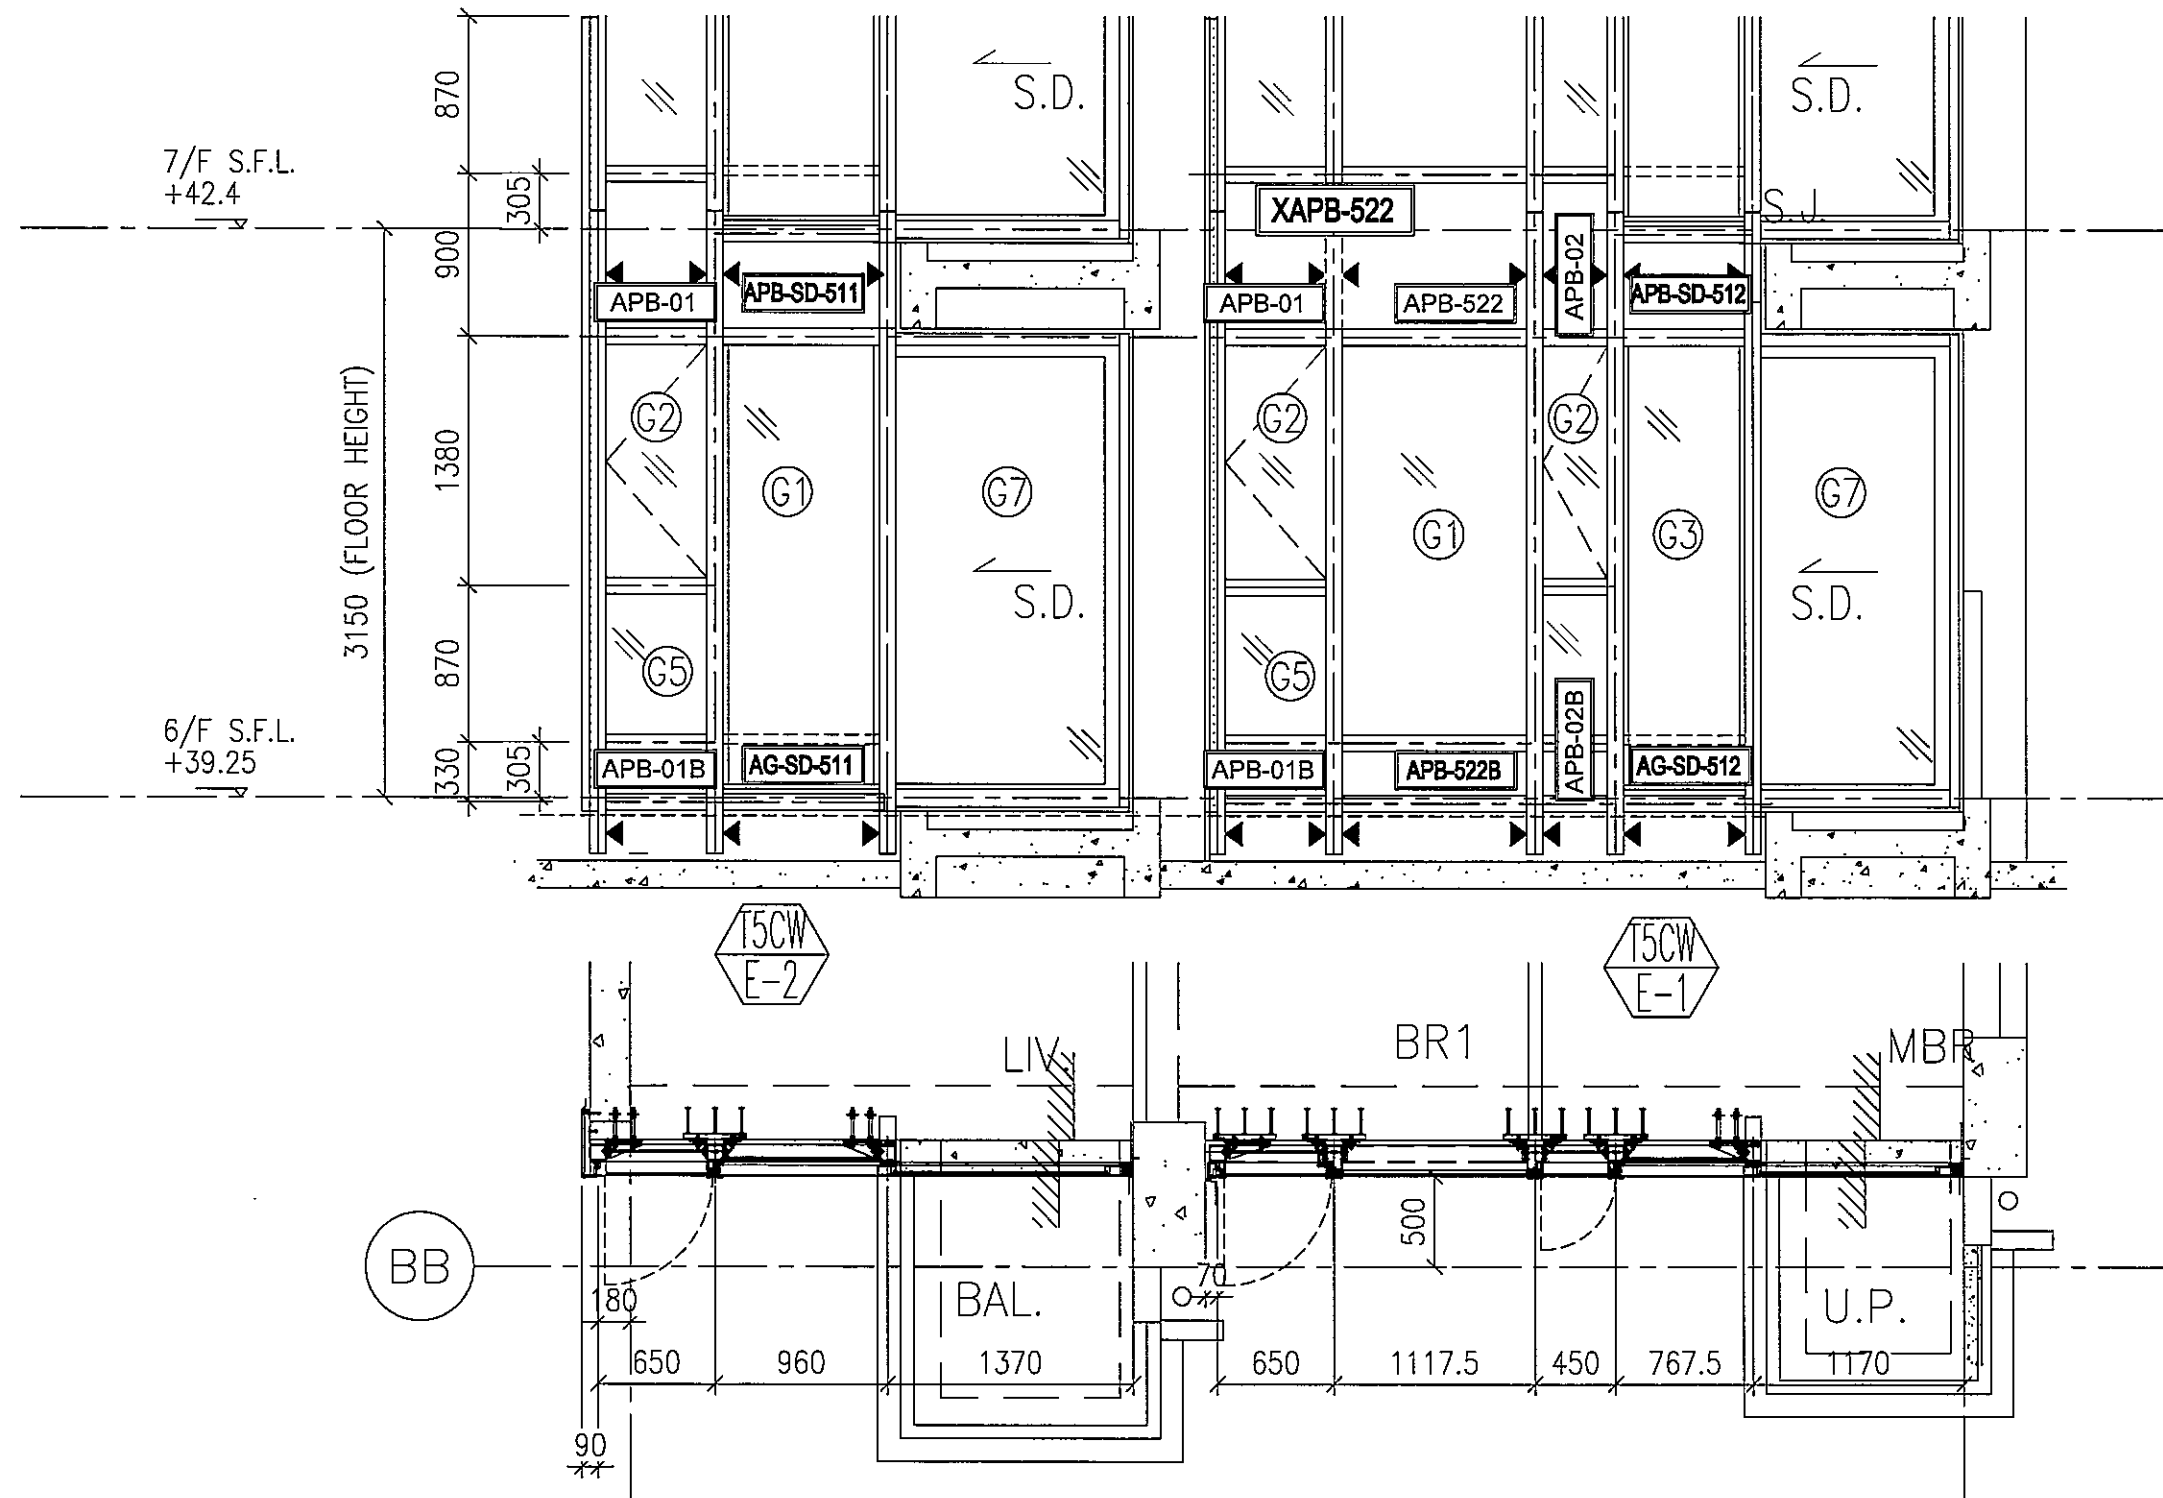 870
S.D.
S.D.
7/F S.F.L.
+42.4
305
XAPB-522
S.J.
900
APB-01
APB-SD-511
APB-01
APB-522
APB-02
APB-SD-512
3150 (FLOOR HEIGHT)
1380
G2
G1
G7
G2
G1
G2
G3
G7
S.D.
S.D.
870
G5
G5
6/F S.F.L.
+39.25
330
305
APB-01B
AG-SD-511
APB-01B
APB-522B
APB-02B
AG-SD-512
T5CW
E-2
T5CW
E-1
LIV.
BR1
MBR
500
BB
180
BAL.
70
U.P.
650
960
1370
650
1117.5
450
767.5
1170
90